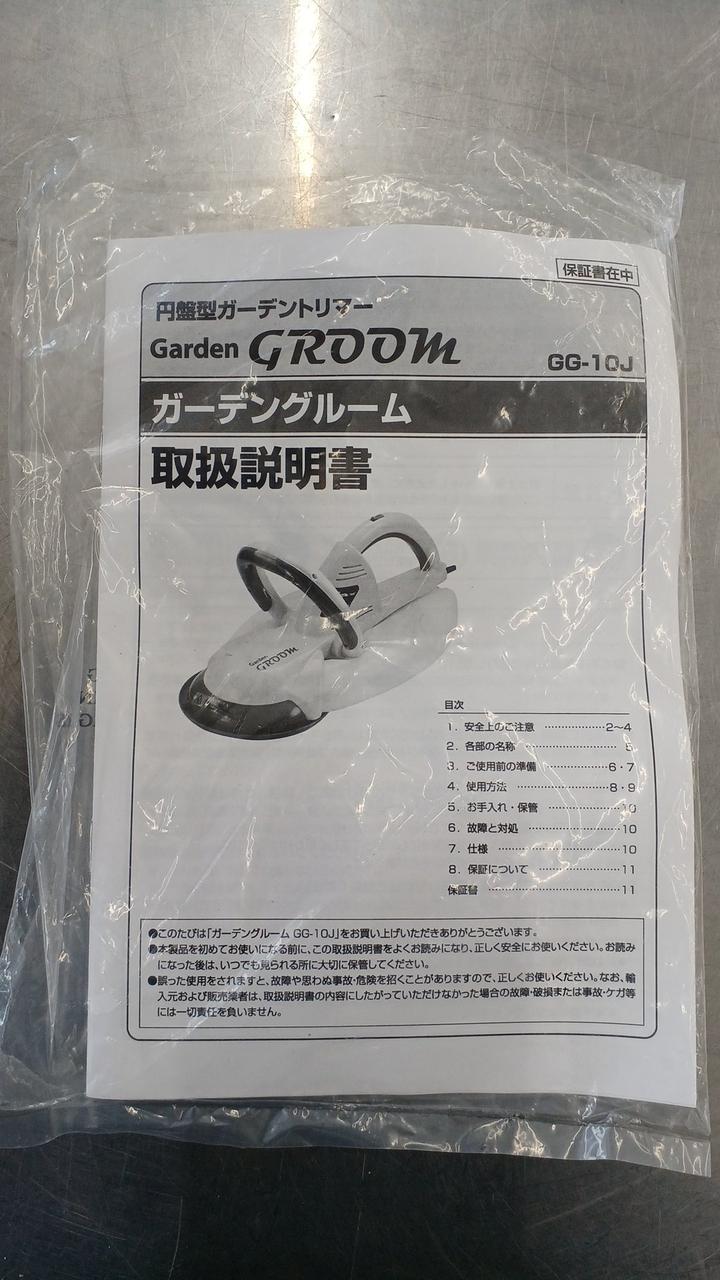 保証書在中
円盤型ガーデントリマー
Garden GROOM GG-10J
ガーデングルーム
取扱説明書
Garden
GROOM
目次
1. 安全上のご注意 ……………… 2~4
2. 各部の名称 ……………… 5
3. ご使用前の準備 ……………… 6・7
4. 使用方法 ……………… 8・9
5. お手入れ・保管 ……………… 10
6. 故障と対処 ……………… 10
7. 仕様 ……………… 10
8. 保証について ……………… 11
保証書 ……………… 11
●このたびは「ガーデングルーム GG-10J」をお買い上げいただきありがとうございます。
●本製品を初めてお使いになる前に、この取扱説明書をよくお読みになり、正しく安全にお使いください。お読み
になった後は、いつでも見られる所に大切に保管してください。
●誤った使用をされますと、故障や思わぬ事故・危険を招くことがありますので、正しくお使いください。なお、輸
入元および販売業者は、取扱説明書の内容にしたがっていただけなかった場合の故障・破損または事故・ケガ等
には一切責任を負いません。